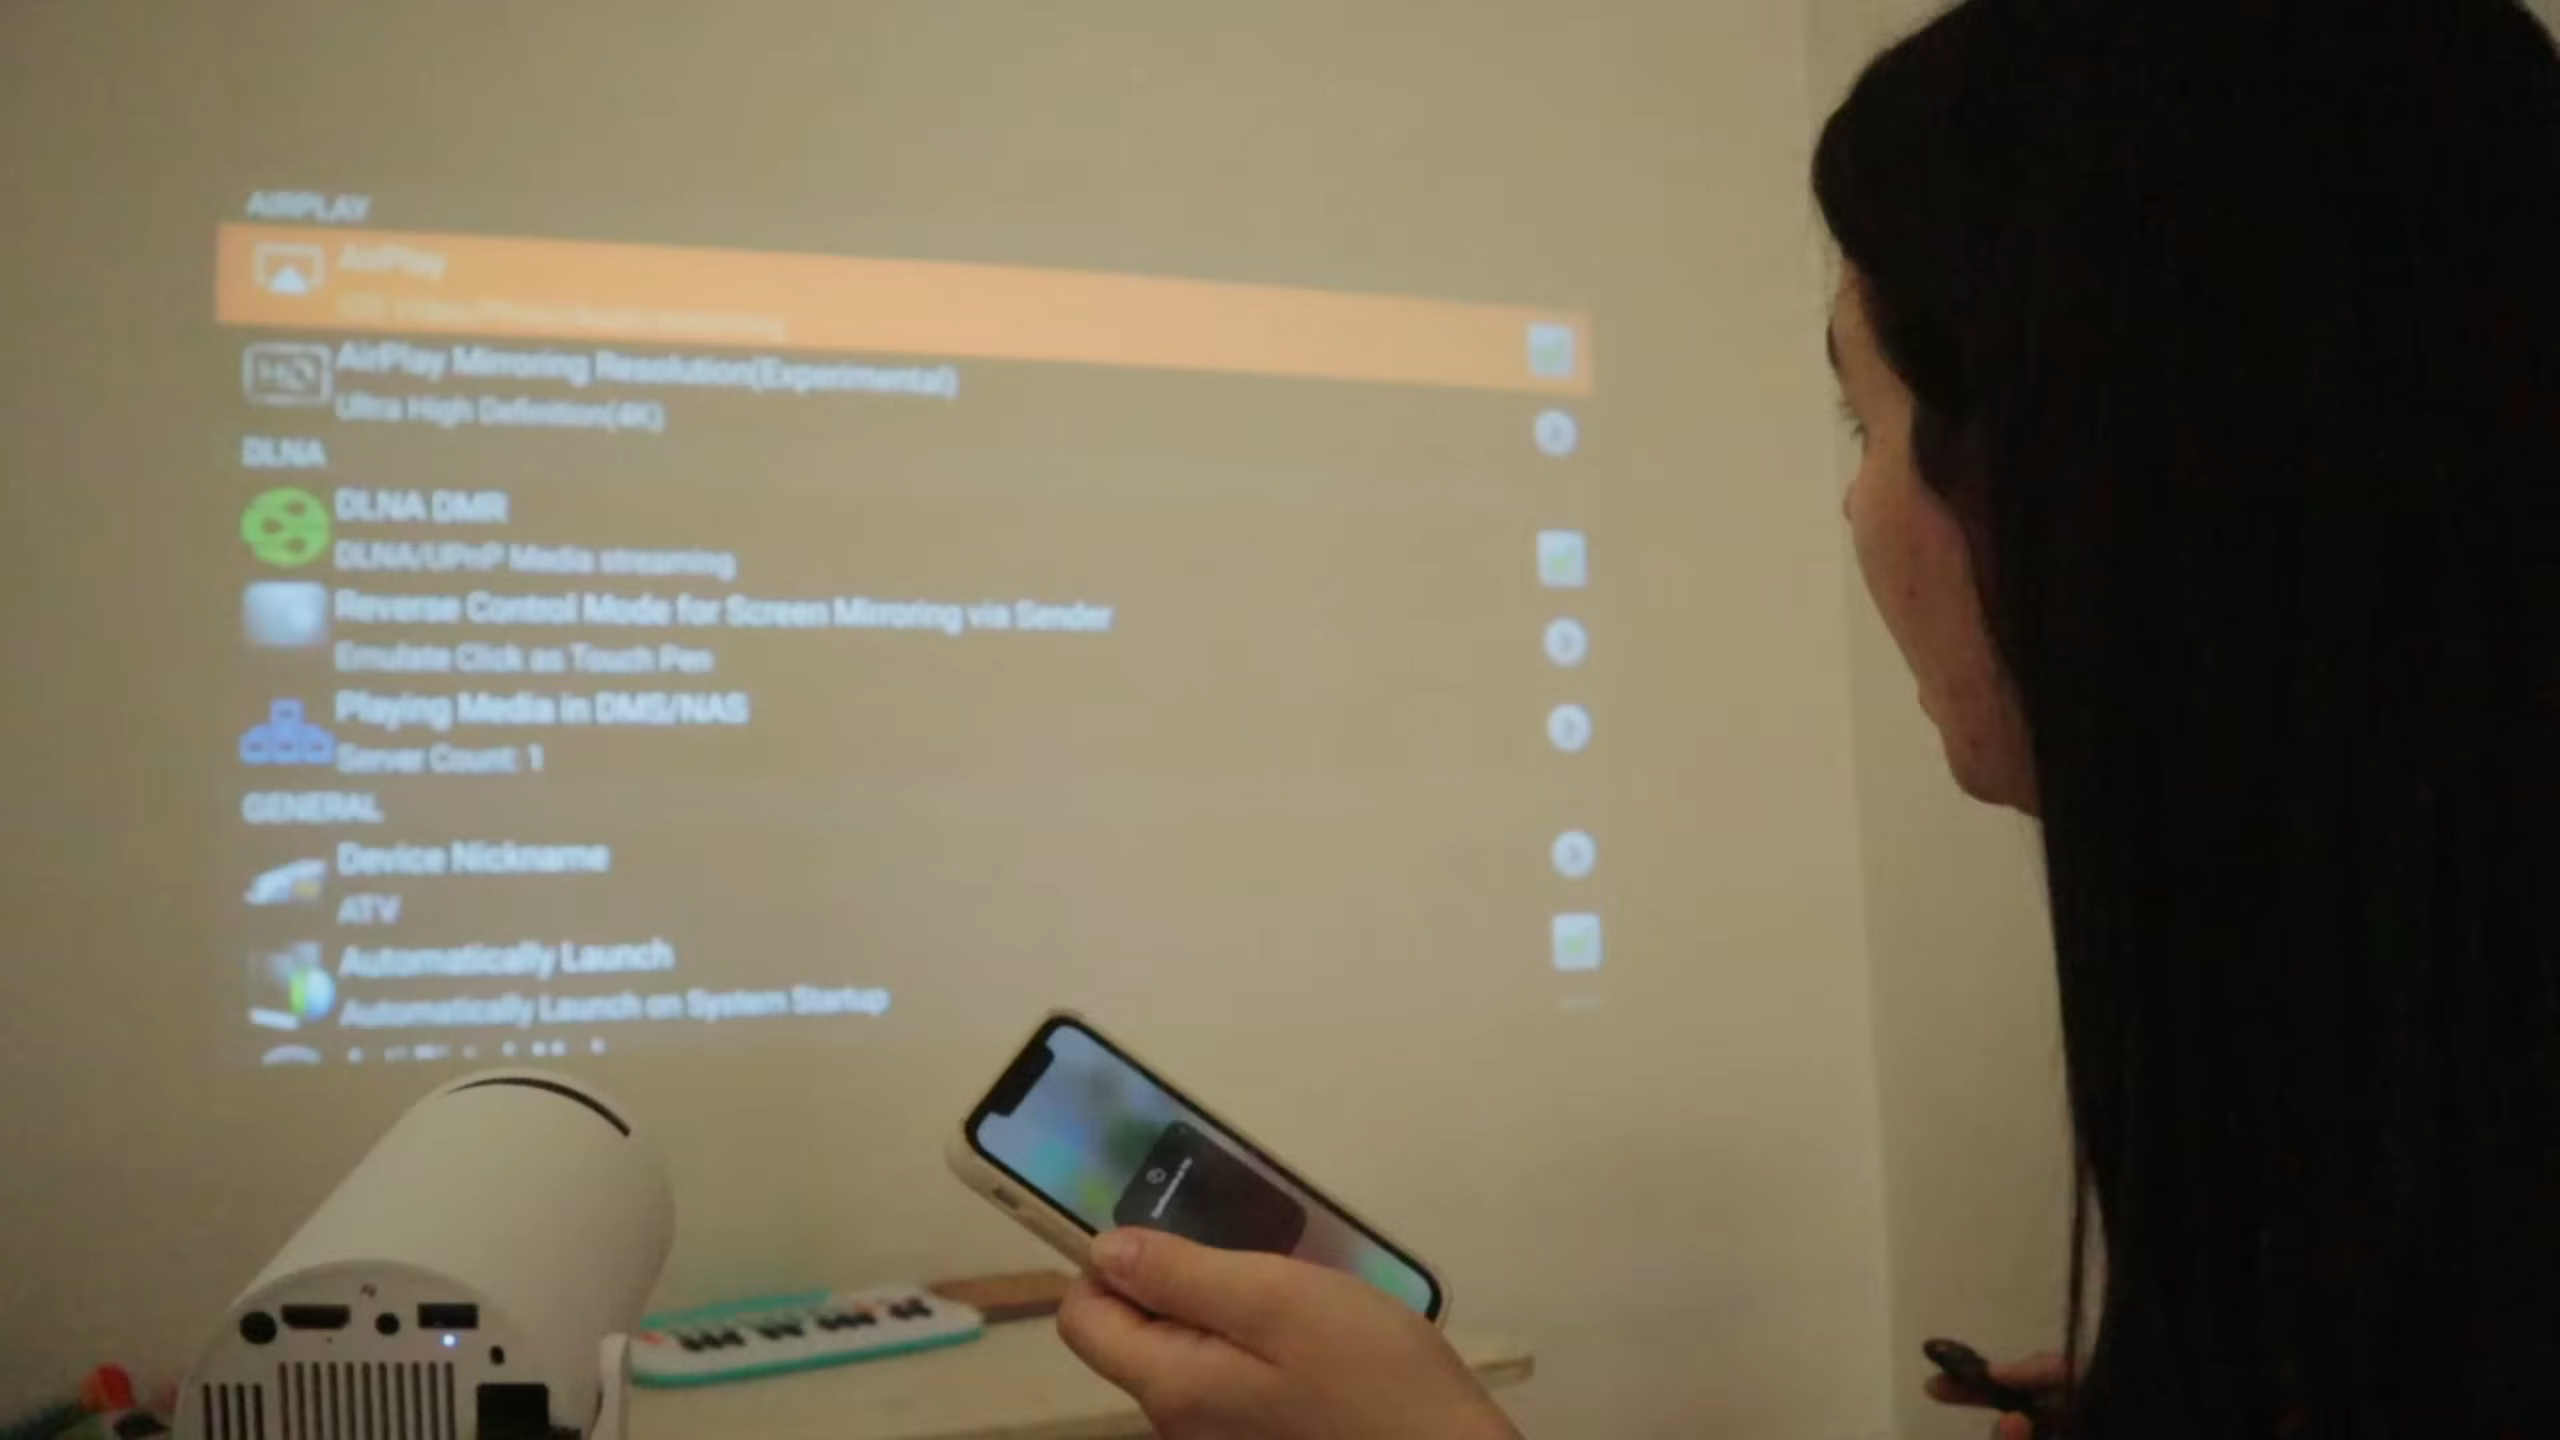 AIRPLAY
AirPlay
AirPlay Mirroring Resolution(Experimental)
Ultra High Definition(4K)
DLNA
DLNA DMR
DLNA/UPnP Media streaming
Reverse Control Mode for Screen Mirroring via Sender
Emulate Click as Touch Pen
Playing Media in DMS/NAS
Server Count: 1
GENERAL
Device Nickname
ATV
Automatically Launch
Automatically Launch on System Startup